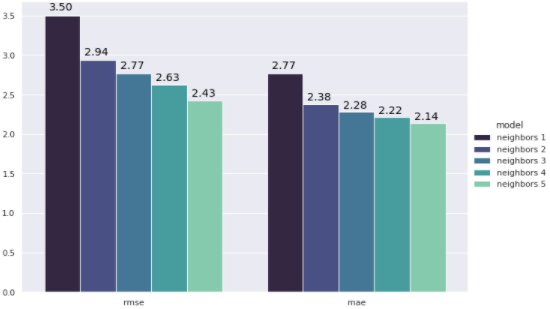 3.50
2.94
2.77
2.63
2.43
2.77
2.38
2.28
2.22
2.14
3.5
3.0
2.5
2.0
1.5
1.0
0.5
0.0
rmse
mae
model
neighbors 1
neighbors 2
neighbors 3
neighbors 4
neighbors 5